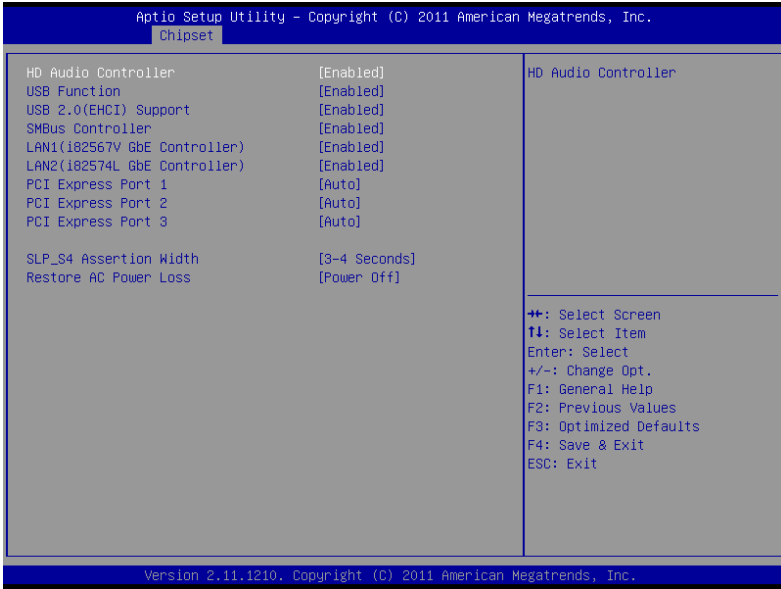 Aptio Setup Utility – Copyright (C) 2011 American Megatrends, Inc.
Chipset
HD Audio Controller [Enabled]
USB Function [Enabled]
USB 2.0(EHCI) Support [Enabled]
SMBus Controller [Enabled]
LAN1(i82567V GbE Controller) [Enabled]
LAN2(i82574L GbE Controller) [Enabled]
PCI Express Port 1 [Auto]
PCI Express Port 2 [Auto]
PCI Express Port 3 [Auto]
SLP_S4 Assertion Width [3-4 Seconds]
Restore AC Power Loss [Power Off]
HD Audio Controller
→←: Select Screen
↑↓: Select Item
Enter: Select
+/-: Change Opt.
F1: General Help
F2: Previous Values
F3: Optimized Defaults
F4: Save & Exit
ESC: Exit
Version 2.11.1210. Copyright (C) 2011 American Megatrends, Inc.